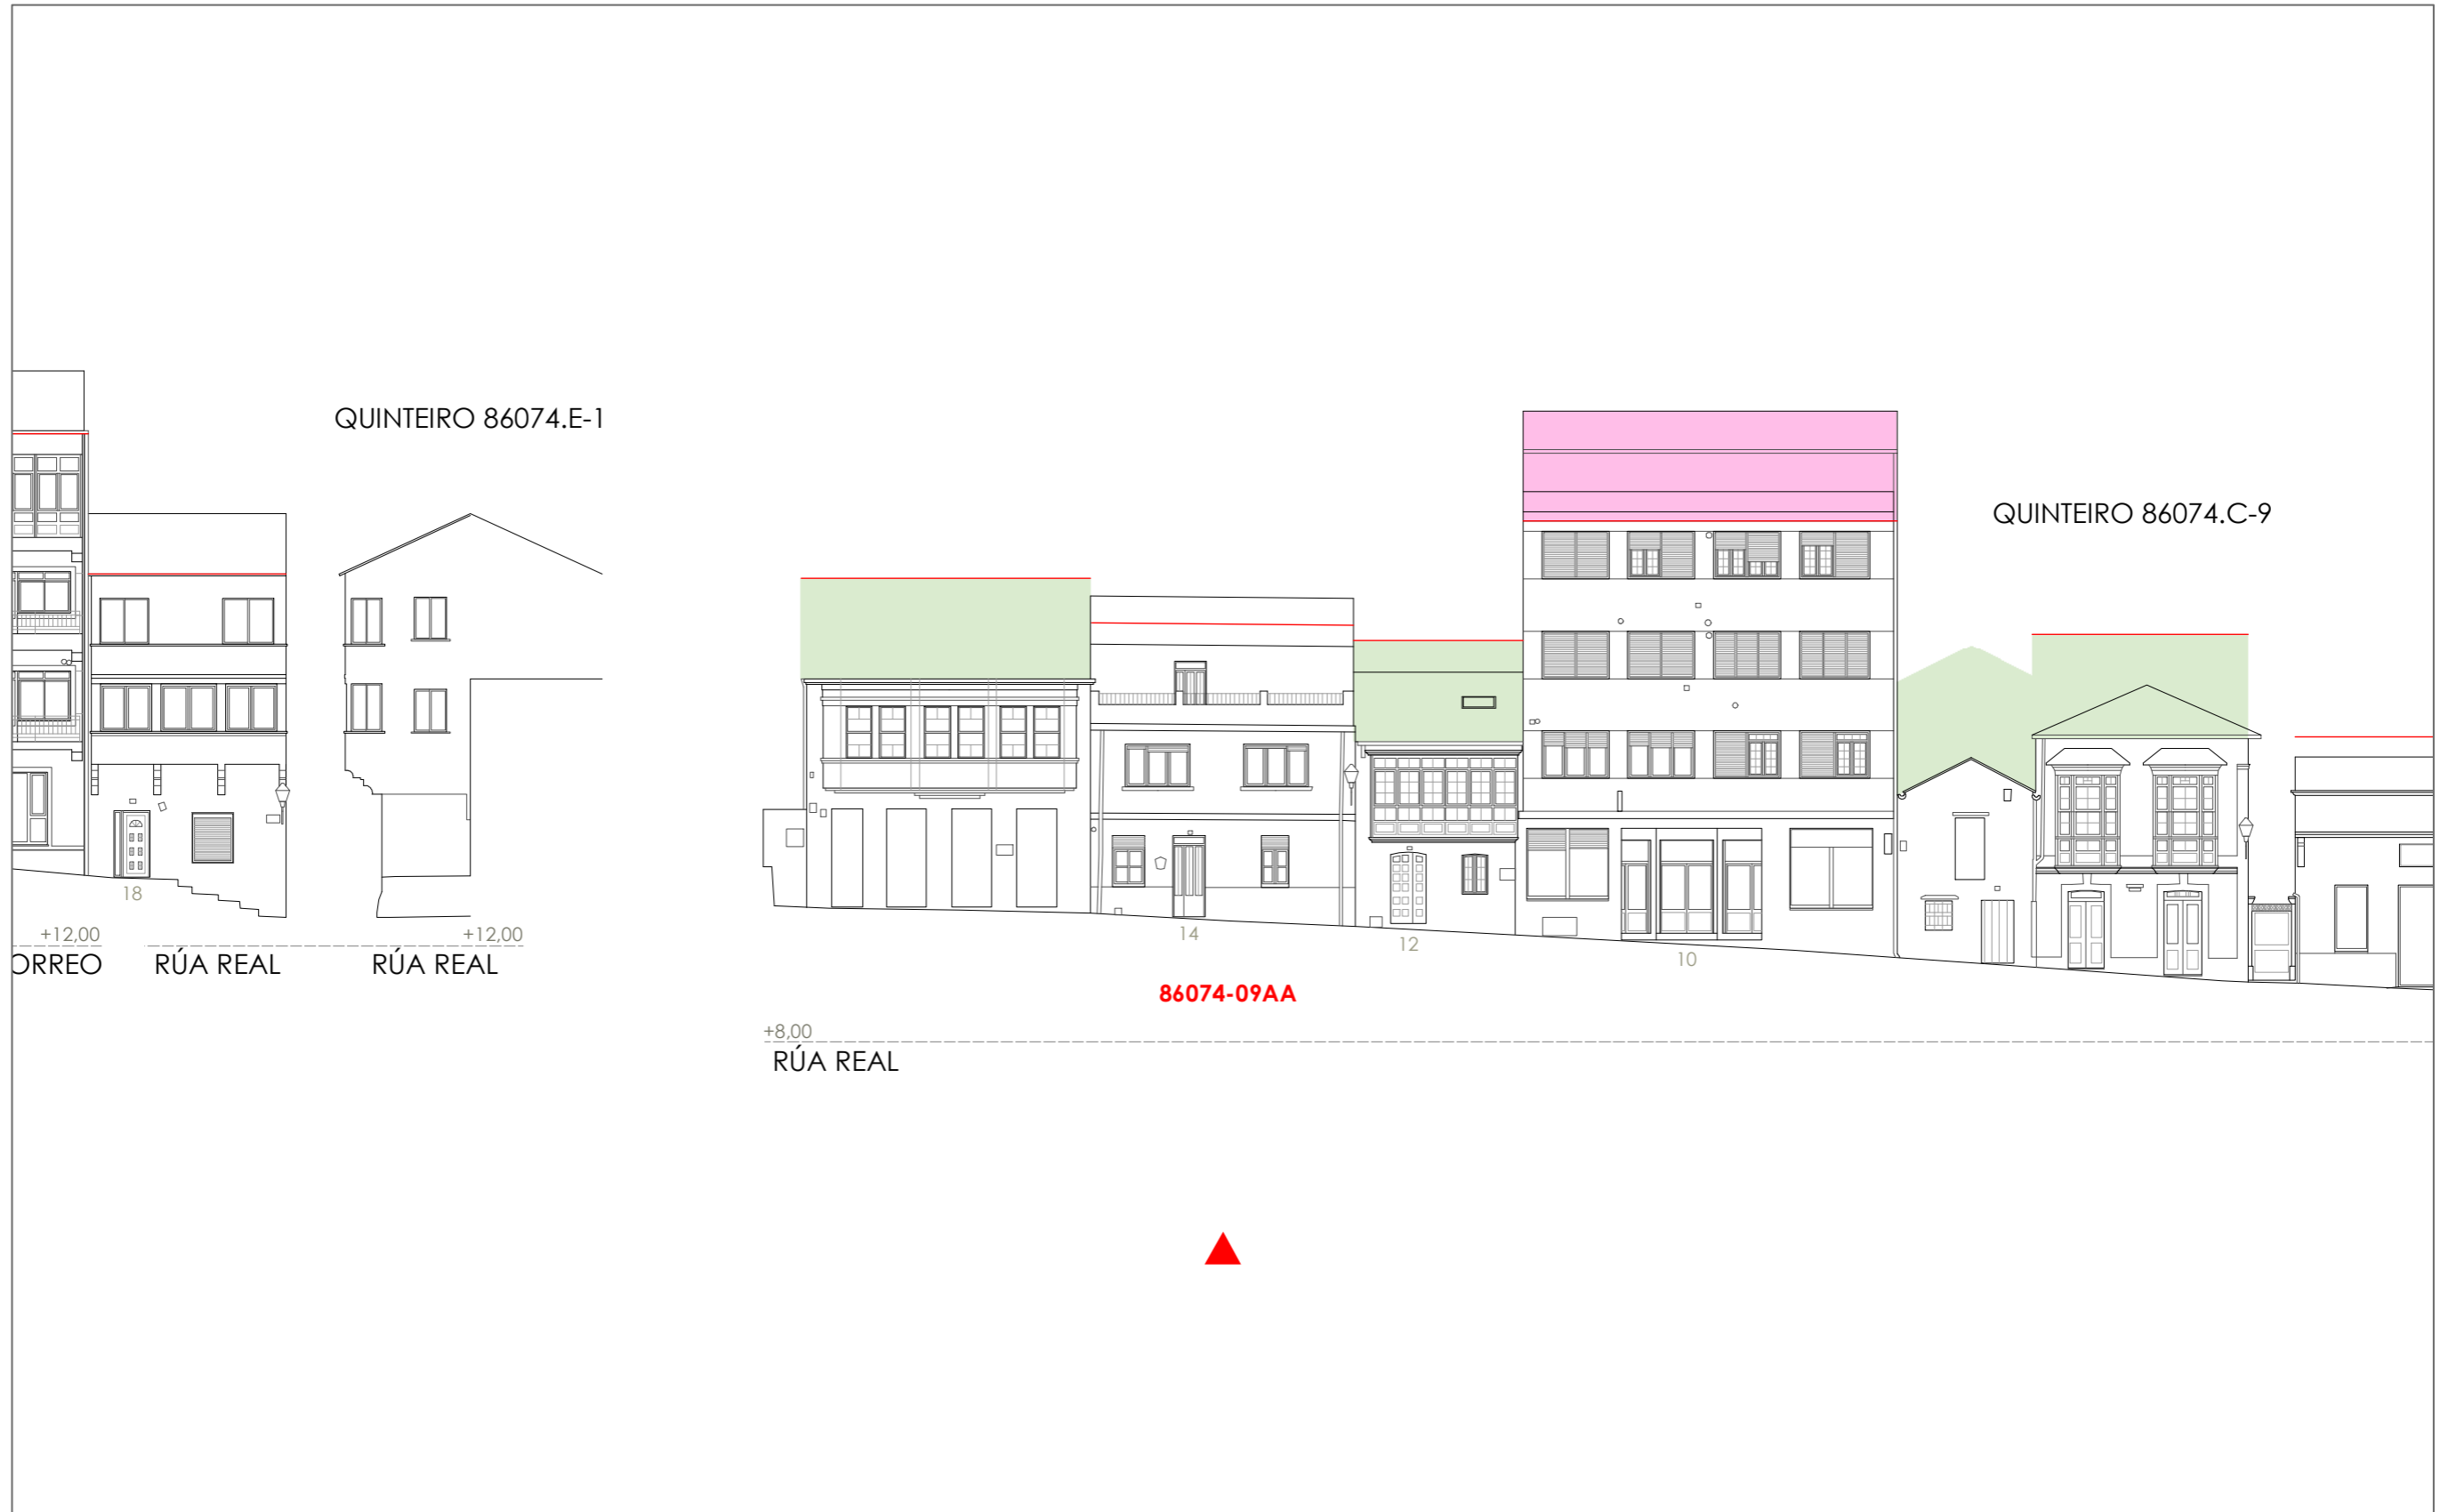 QUINTEIRO 86074.E-1
QUINTEIRO 86074.C-9
18
+12,00
+12,00
ORREO
RÚA REAL
RÚA REAL
14
12
10
86074-09AA
+8,00
RÚA REAL